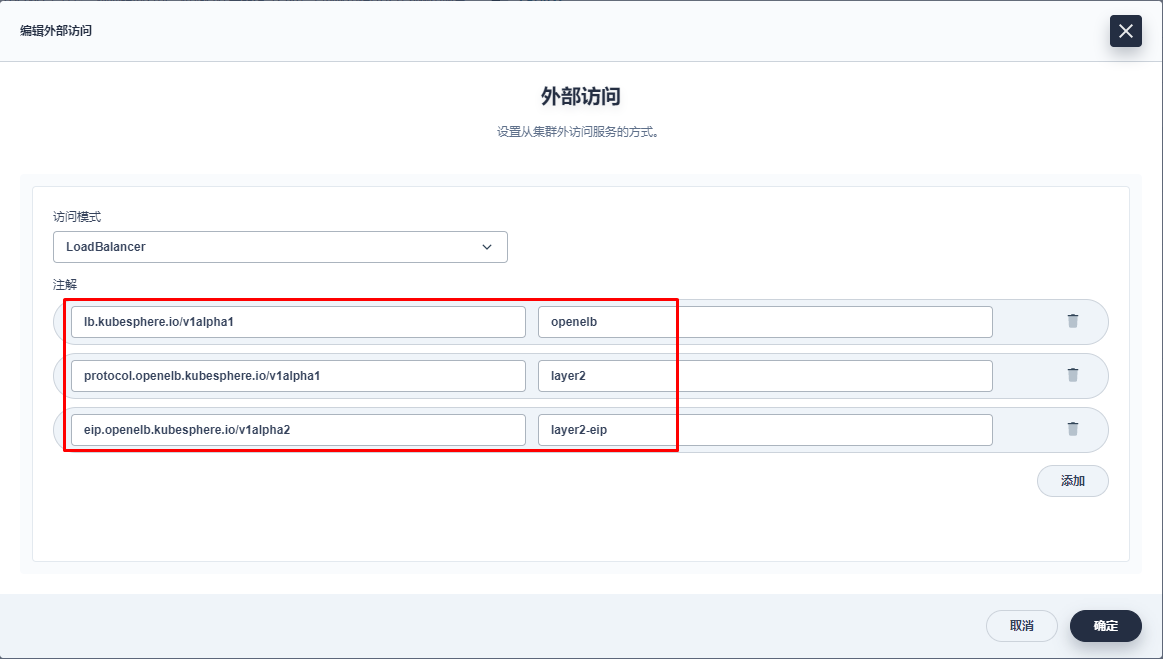 编辑外部访问
外部访问
设置从集群外访问服务的方式。
访问模式
LoadBalancer
注解
lb.kubesphere.io/v1alpha1 openelb
protocol.openelb.kubesphere.io/v1alpha1 layer2
eip.openelb.kubesphere.io/v1alpha2 layer2-eip
添加
取消 确定